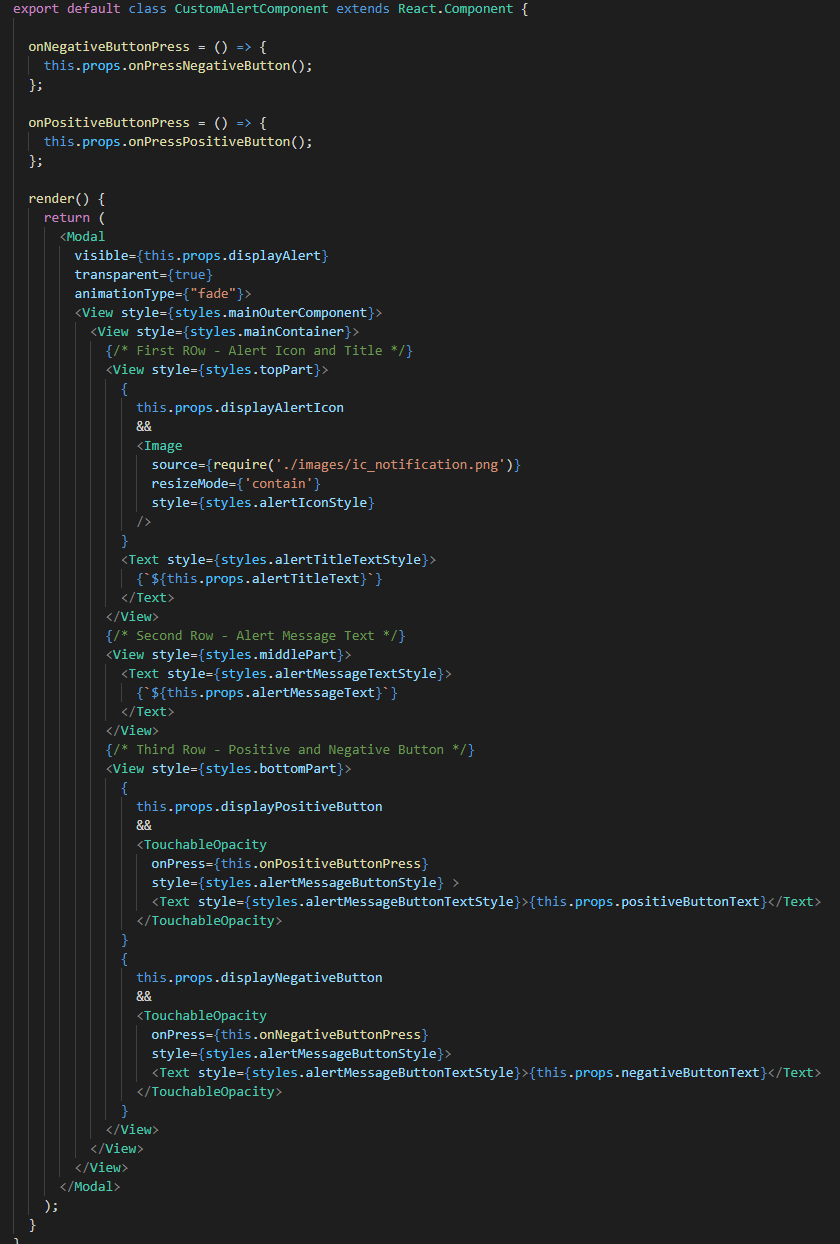 export default class CustomAlertComponent extends React.Component {

  onNegativeButtonPress = () => {
    this.props.onPressNegativeButton();
  };

  onPositiveButtonPress = () => {
    this.props.onPressPositiveButton();
  };

  render() {
    return (
      <Modal
        visible={this.props.displayAlert}
        transparent={true}
        animationType={"fade"}>
        <View style={styles.mainOuterComponent}>
          <View style={styles.mainContainer}>
            {/* First ROw - Alert Icon and Title */}
            <View style={styles.topPart}>
              {
                this.props.displayAlertIcon
                &&
                <Image
                  source={require('./images/ic_notification.png')}
                  resizeMode={'contain'}
                  style={styles.alertIconStyle}
                />
              }
              <Text style={styles.alertTitleTextStyle}>
                {`${this.props.alertTitleText}`}
              </Text>
            </View>
            {/* Second Row - Alert Message Text */}
            <View style={styles.middlePart}>
              <Text style={styles.alertMessageTextStyle}>
                {`${this.props.alertMessageText}`}
              </Text>
            </View>
            {/* Third Row - Positive and Negative Button */}
            <View style={styles.bottomPart}>
              {
                this.props.displayPositiveButton
                &&
                <TouchableOpacity
                  onPress={this.onPositiveButtonPress}
                  style={styles.alertMessageButtonStyle} >
                  <Text style={styles.alertMessageButtonTextStyle}>{this.props.positiveButtonText}</Text>
                </TouchableOpacity>
              }
              {
                this.props.displayNegativeButton
                &&
                <TouchableOpacity
                  onPress={this.onNegativeButtonPress}
                  style={styles.alertMessageButtonStyle}>
                  <Text style={styles.alertMessageButtonTextStyle}>{this.props.negativeButtonText}</Text>
                </TouchableOpacity>
              }
            </View>
          </View>
        </View>
      </Modal>
    );
  }
}